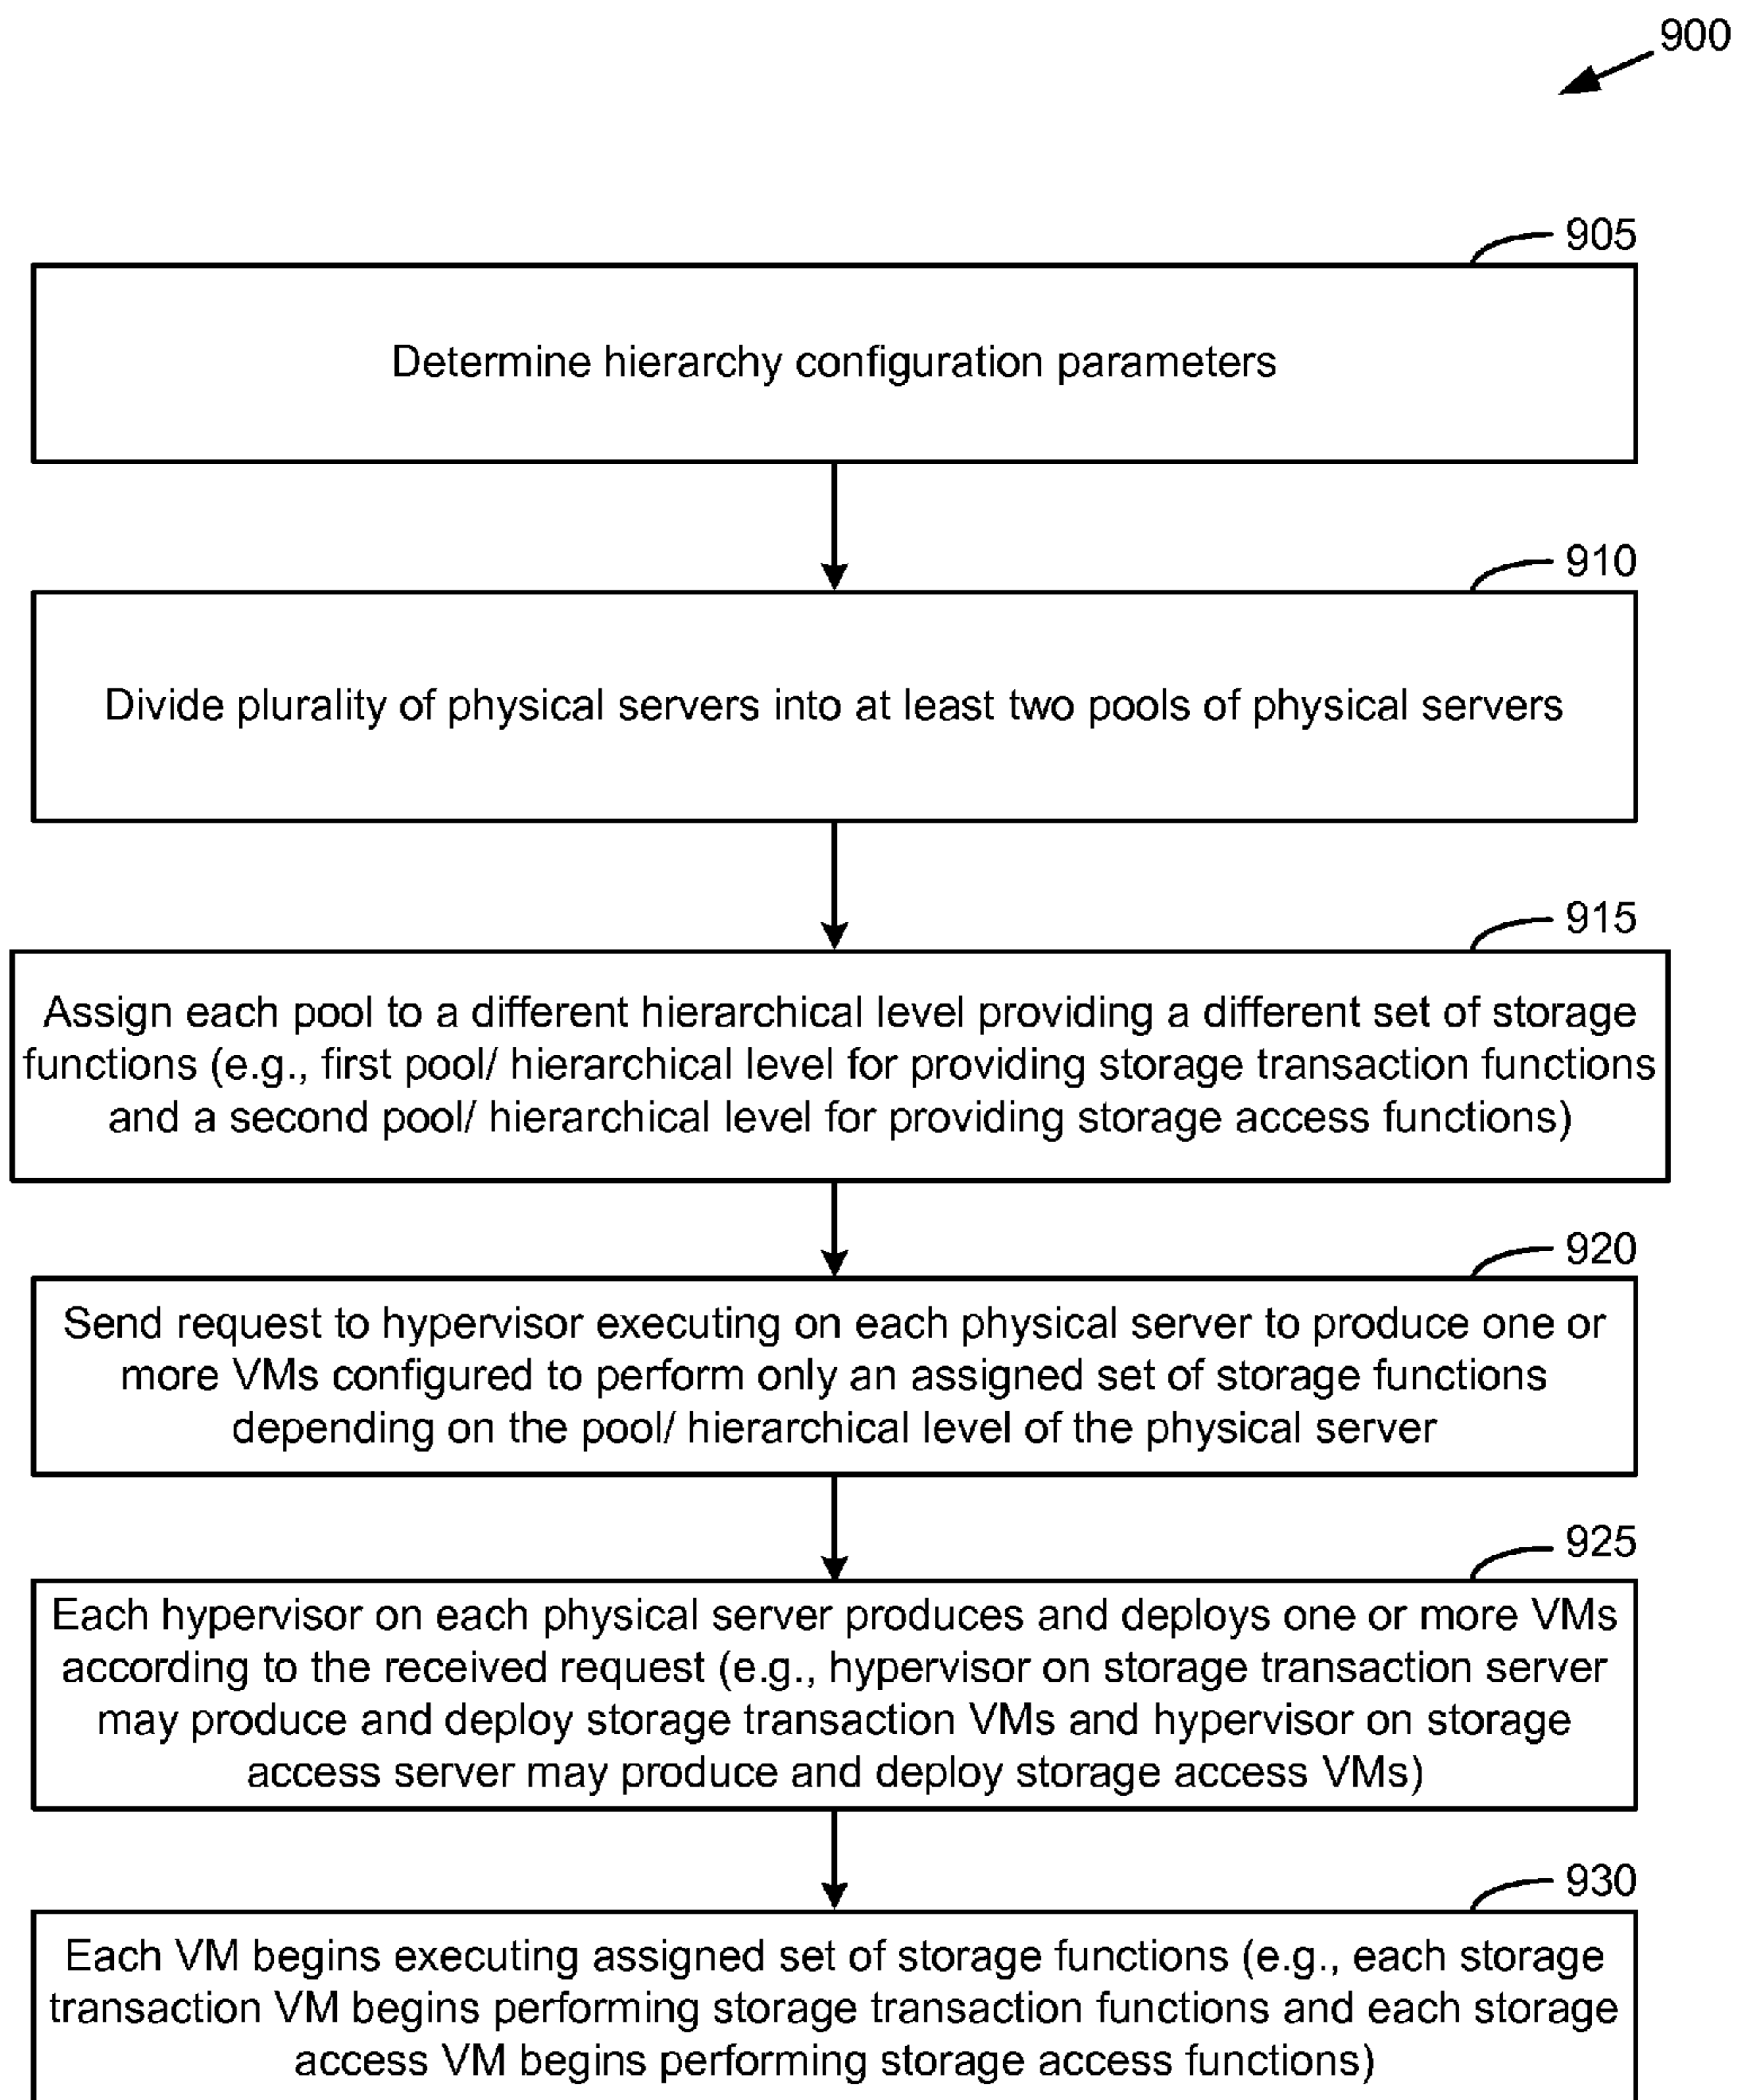 900
905
Determine hierarchy configuration parameters
910
Divide plurality of physical servers into at least two pools of physical servers
915
Assign each pool to a different hierarchical level providing a different set of storage
functions (e.g., first pool/ hierarchical level for providing storage transaction functions
and a second pool/ hierarchical level for providing storage access functions)
920
Send request to hypervisor executing on each physical server to produce one or
more VMs configured to perform only an assigned set of storage functions
depending on the pool/ hierarchical level of the physical server
925
Each hypervisor on each physical server produces and deploys one or more VMs
according to the received request (e.g., hypervisor on storage transaction server
may produce and deploy storage transaction VMs and hypervisor on storage
access server may produce and deploy storage access VMs)
930
Each VM begins executing assigned set of storage functions (e.g., each storage
transaction VM begins performing storage transaction functions and each storage
access VM begins performing storage access functions)